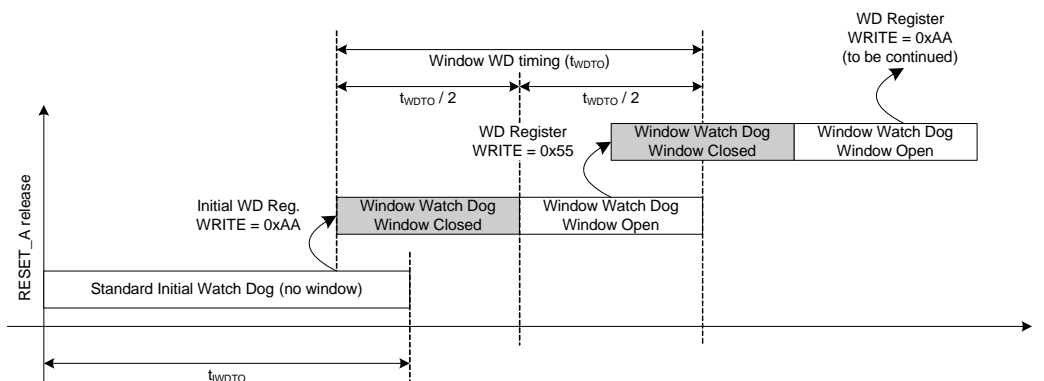 WD Register
WRITE = 0xAA
(to be continued)
Window WD timing (tWDTO)
tWDTO / 2
tWDTO / 2
WD Register
WRITE = 0x55
Window Watch Dog
Window Closed
Window Watch Dog
Window Open
Initial WD Reg.
WRITE = 0xAA
Window Watch Dog
Window Closed
Window Watch Dog
Window Open
RESET_A release
Standard Initial Watch Dog (no window)
tIWDTO